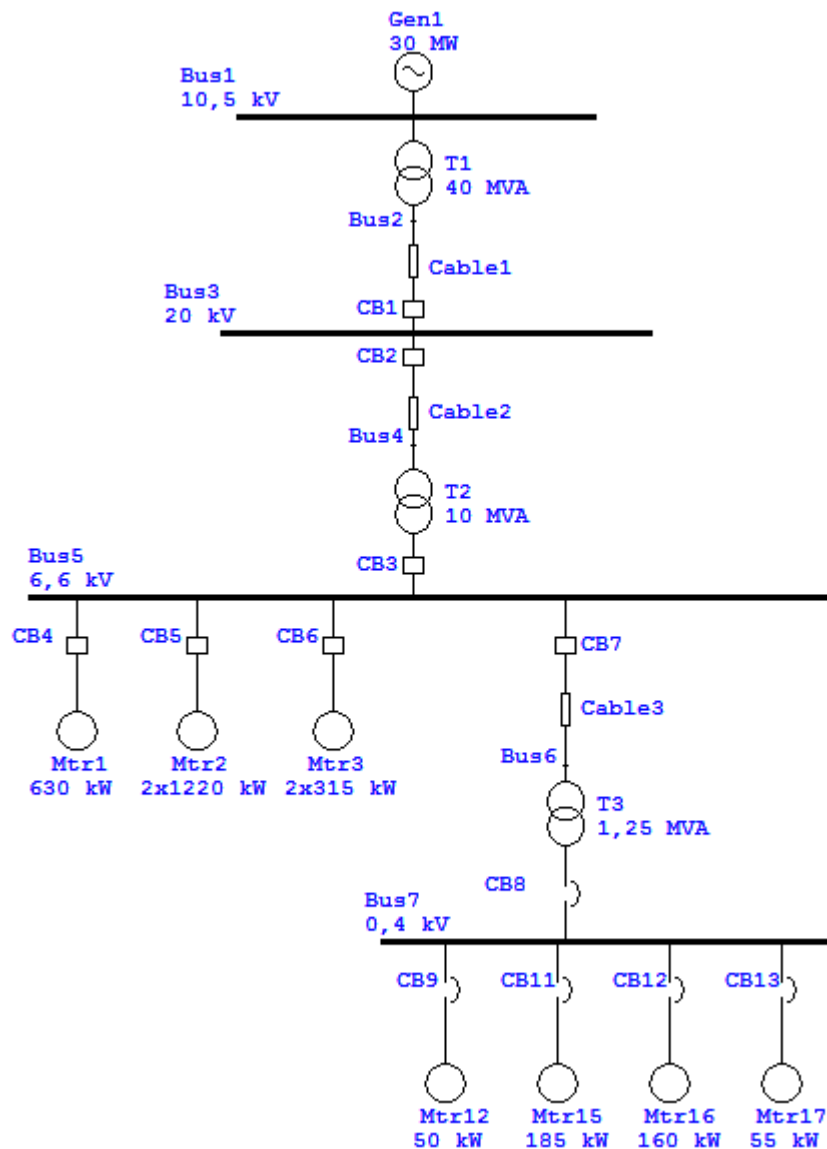 Gen1
30 MW
Bus1
10,5 kV
T1
40 MVA
Bus2
Cable1
Bus3
20 kV
CB1
CB2
Cable2
Bus4
T2
10 MVA
CB3
Bus5
6,6 kV
CB4
CB5
CB6
CB7
Cable3
Mtr1
630 kW
Mtr2
2x1220 kW
Mtr3
2x315 kW
Bus6
T3
1,25 MVA
CB8
Bus7
0,4 kV
CB9
CB11
CB12
CB13
Mtr12
50 kW
Mtr15
185 kW
Mtr16
160 kW
Mtr17
55 kW